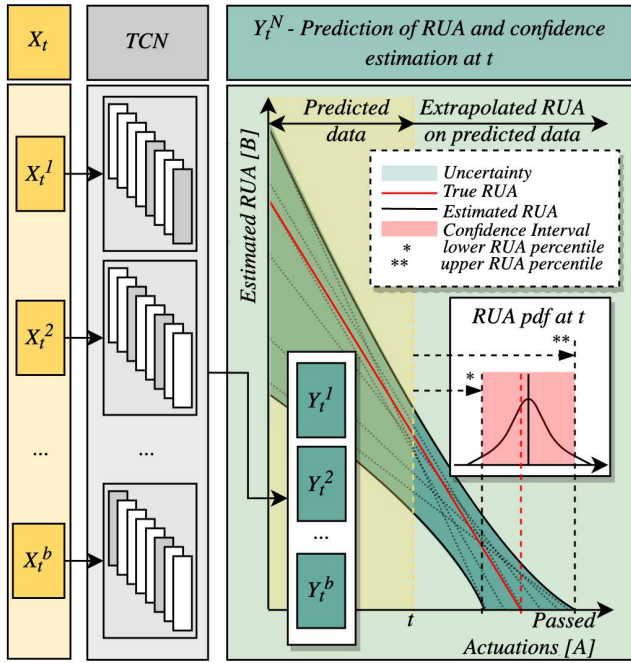 X_t
TCN
Y_t^N - Prediction of RUA and confidence
estimation at t
X_t^1
X_t^2
...
X_t^b
...
Estimated RUA [B]
Predicted
data
Extrapolated RUA
on predicted data
Uncertainty
True RUA
Estimated RUA
Confidence Interval
* lower RUA percentile
** upper RUA percentile
RUA pdf at t
**
*
Y_t^1
Y_t^2
...
Y_t^b
t
Passed
Actuations [A]